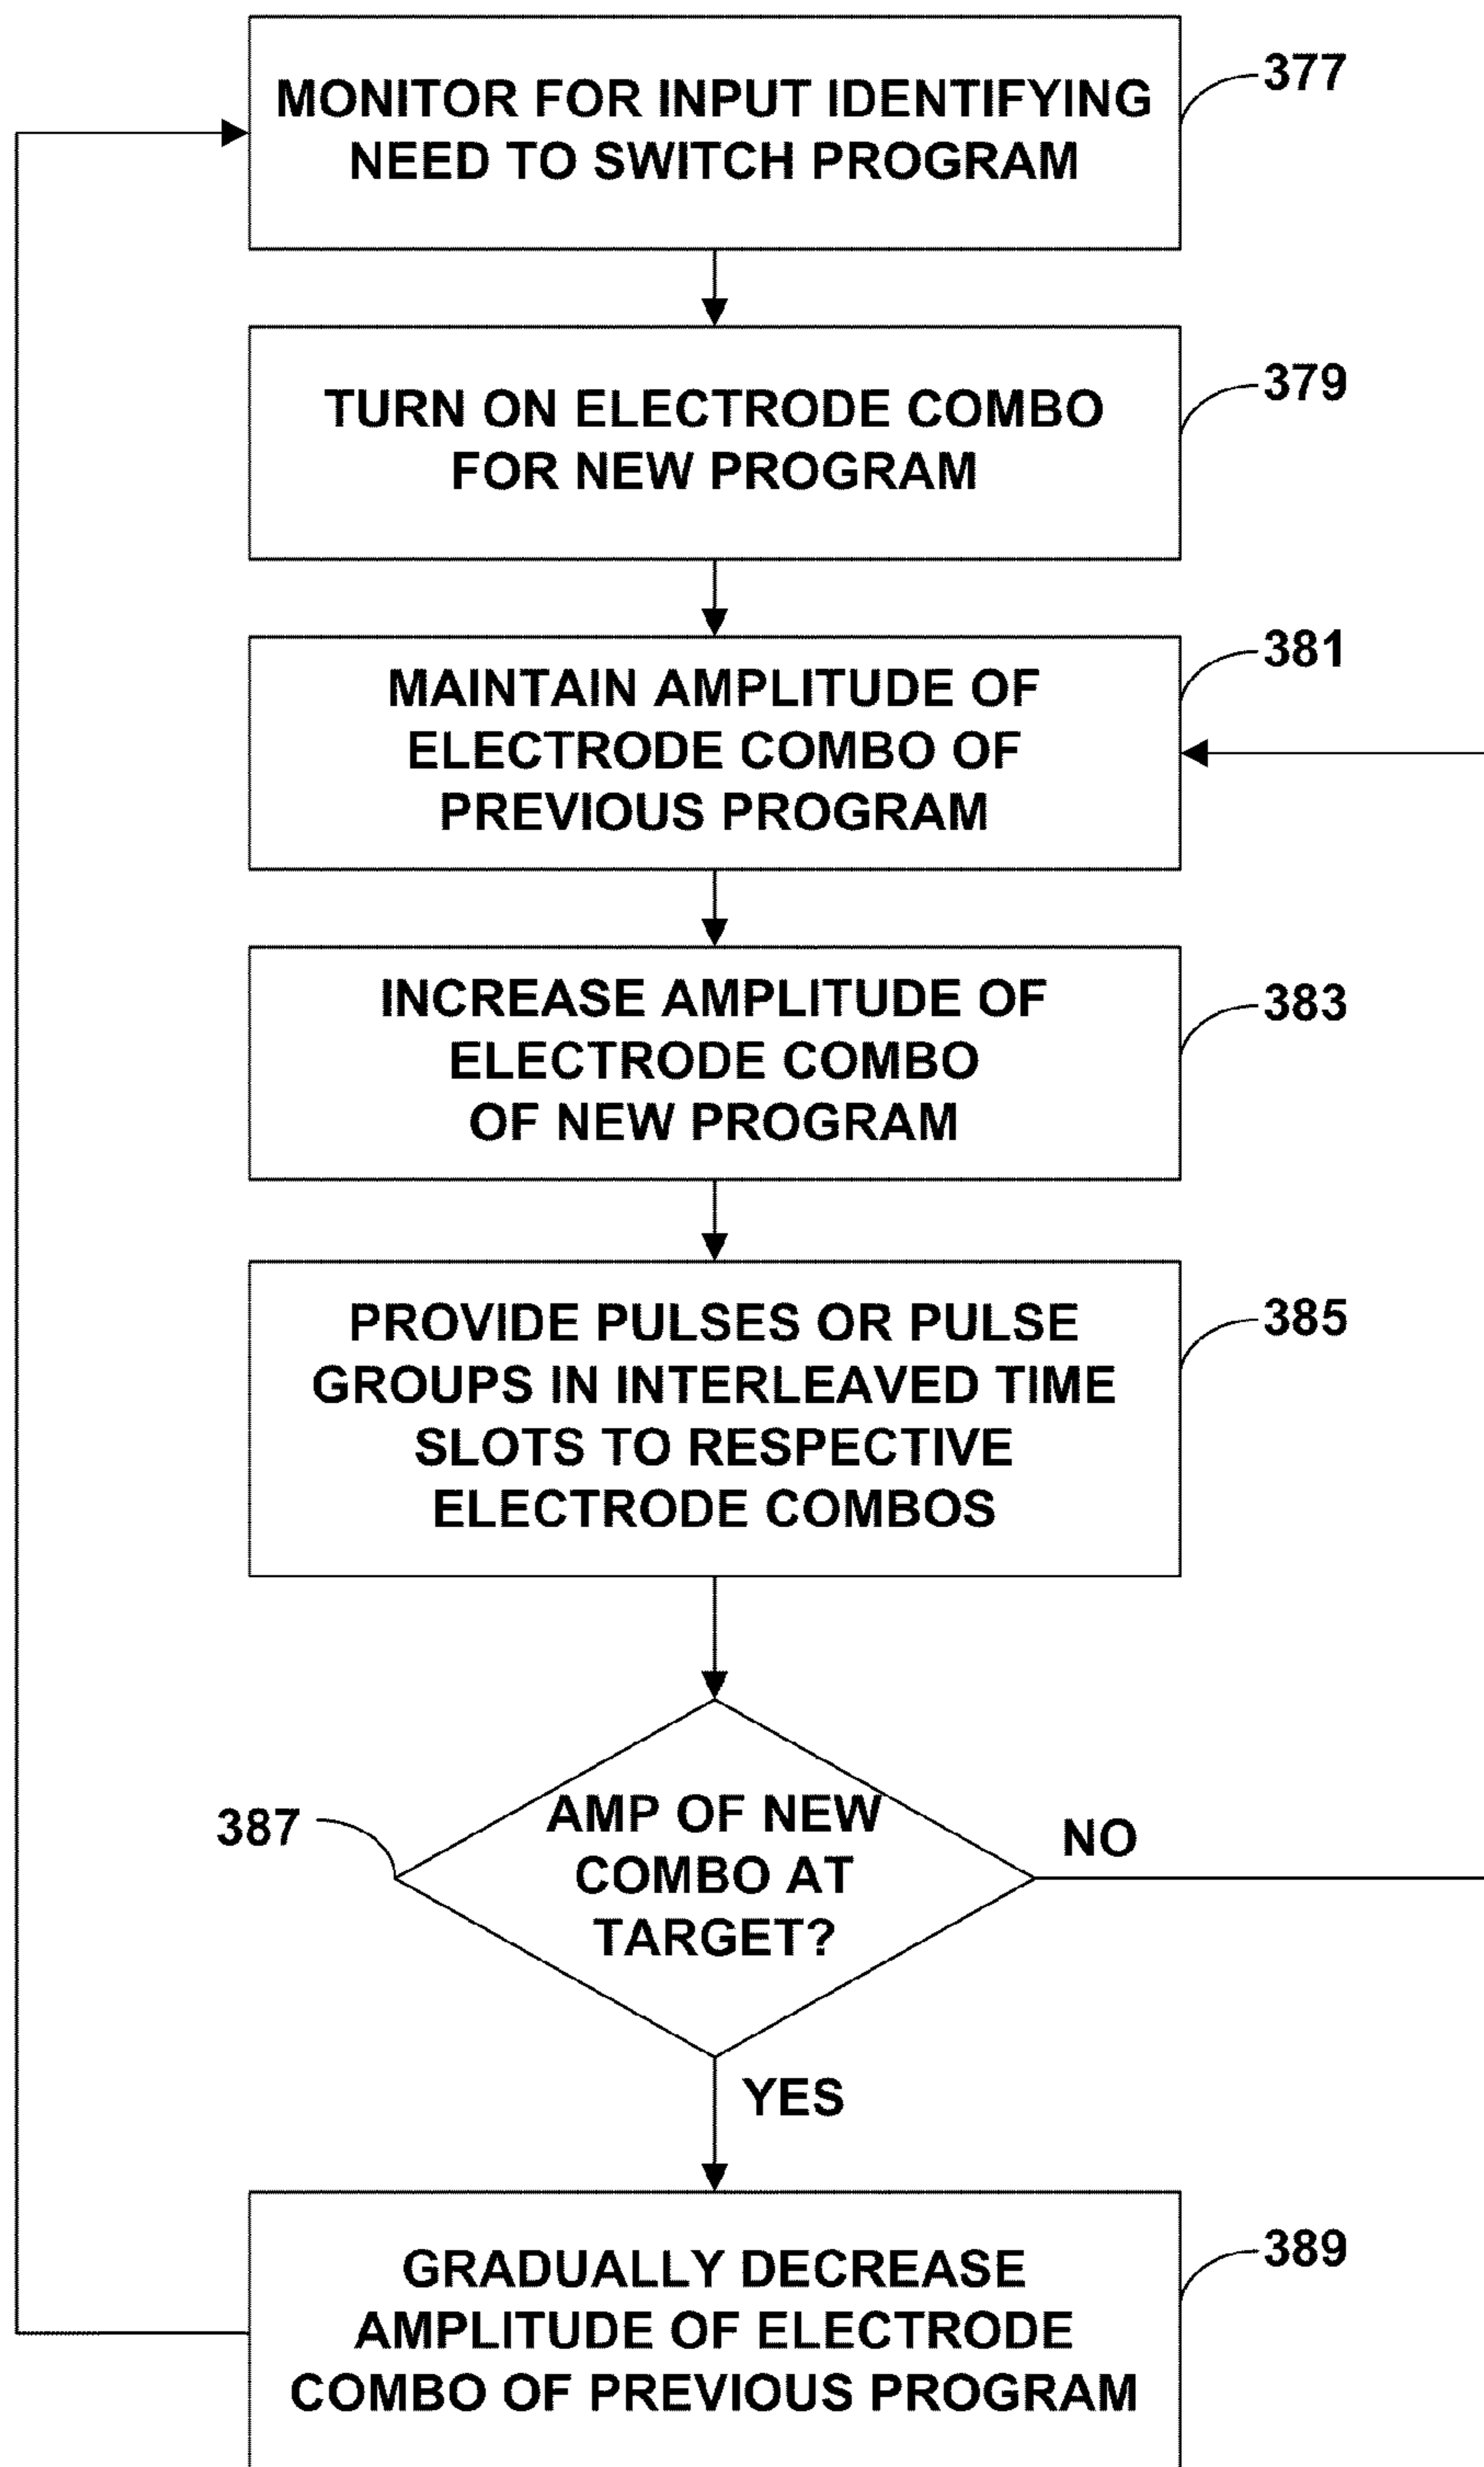 MONITOR FOR INPUT IDENTIFYING
NEED TO SWITCH PROGRAM
377
TURN ON ELECTRODE COMBO
FOR NEW PROGRAM
379
MAINTAIN AMPLITUDE OF
ELECTRODE COMBO OF
PREVIOUS PROGRAM
381
INCREASE AMPLITUDE OF
ELECTRODE COMBO
OF NEW PROGRAM
383
PROVIDE PULSES OR PULSE
GROUPS IN INTERLEAVED TIME
SLOTS TO RESPECTIVE
ELECTRODE COMBOS
385
387
AMP OF NEW
COMBO AT
TARGET?
NO
YES
GRADUALLY DECREASE
AMPLITUDE OF ELECTRODE
COMBO OF PREVIOUS PROGRAM
389